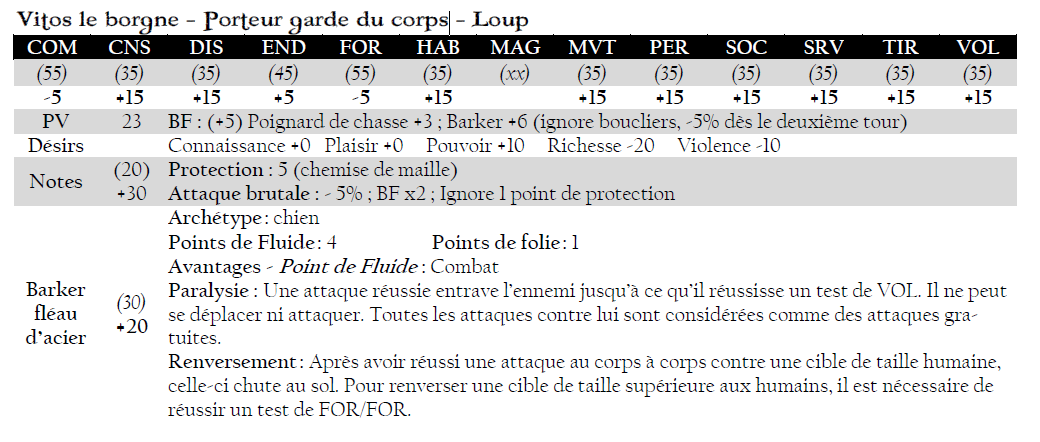 Vitos le borgne - Porteur garde du corps - Loup
COM CNS DIS END FOR HAB MAG MVT PER SOC SRV TIR VOL
(55) (35) (35) (45) (55) (35) (xx) (35) (35) (35) (35) (35) (35)
-5 +15 +15 +5 -5 +15 +15 +15 +15 +15 +15 +15
PV 23 BF : (+5) Poignard de chasse +3 ; Barker +6 (ignore boucliers, -5% dès le deuxième tour)
Désirs Connaissance +0 Plaisir +0 Pouvoir +10 Richesse -20 Violence -10
Notes (20) +30 Protection : 5 (chemise de maille)
Attaque brutale : - 5% ; BF x2 ; Ignore 1 point de protection
Barker fléau d'acier (30) +20 Archétype : chien
Points de Fluide : 4 Points de folie : 1
Avantages - Point de Fluide : Combat
Paralysie : Une attaque réussie entrave l'ennemi jusqu'à ce qu'il réussisse un test de VOL. Il ne peut
se déplacer ni attaquer. Toutes les attaques contre lui sont considérées comme des attaques gra-
tuites.
Renversement : Après avoir réussi une attaque au corps à corps contre une cible de taille humaine,
celle-ci chute au sol. Pour renverser une cible de taille supérieure aux humains, il est nécessaire de
réussir un test de FOR/FOR.